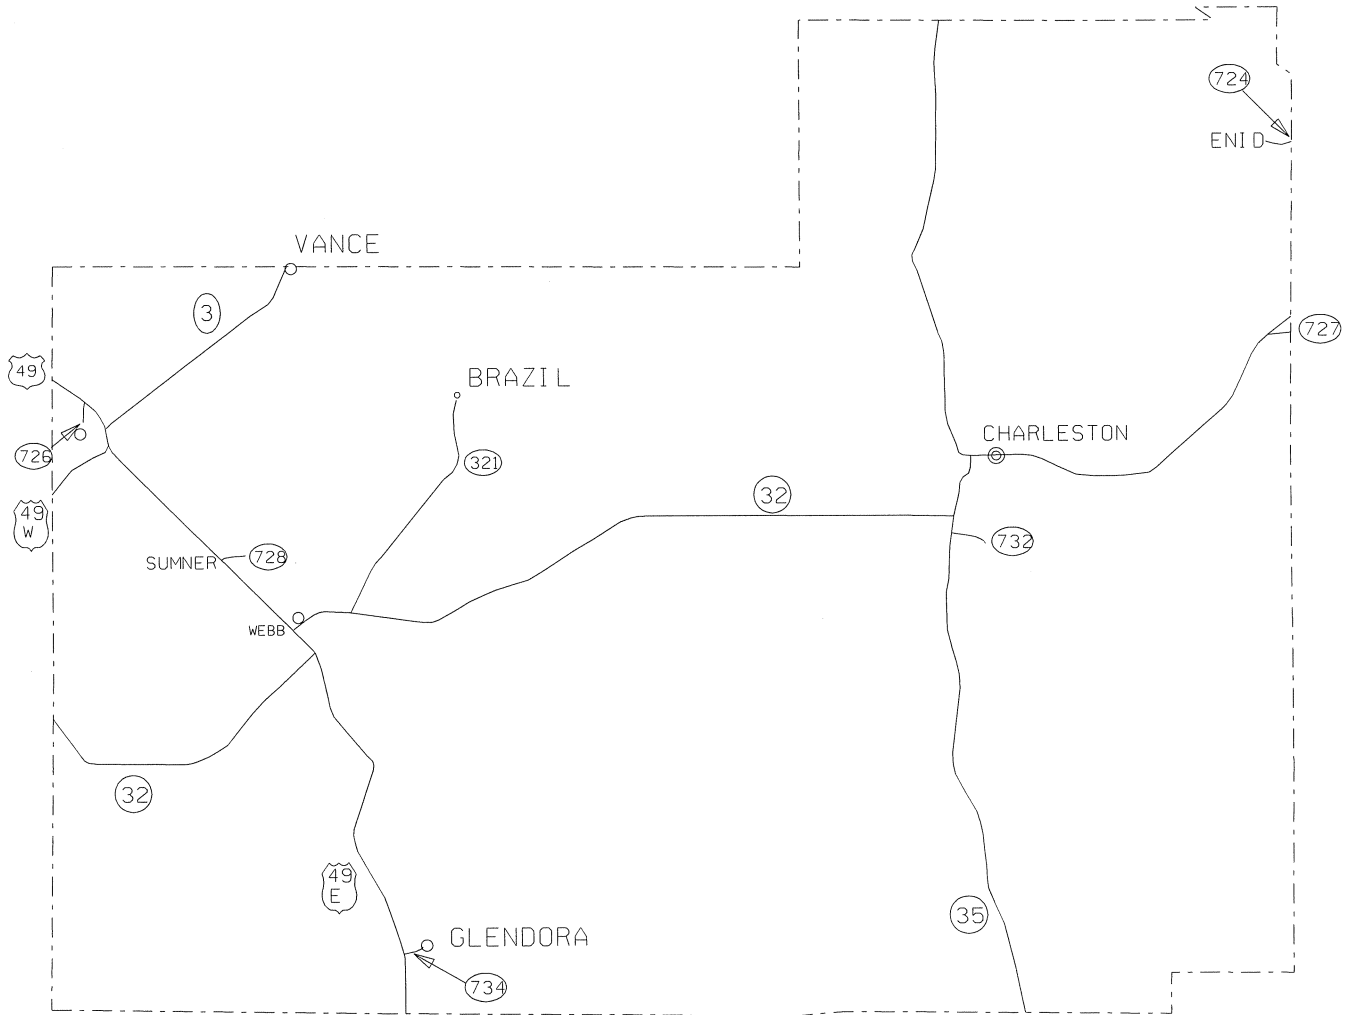 724
ENID
VANCE
3
727
49
BRAZIL
CHARLESTON
726
321
32
49
W
732
SUMNER
728
WEBB
32
49
E
35
GLENDORA
734